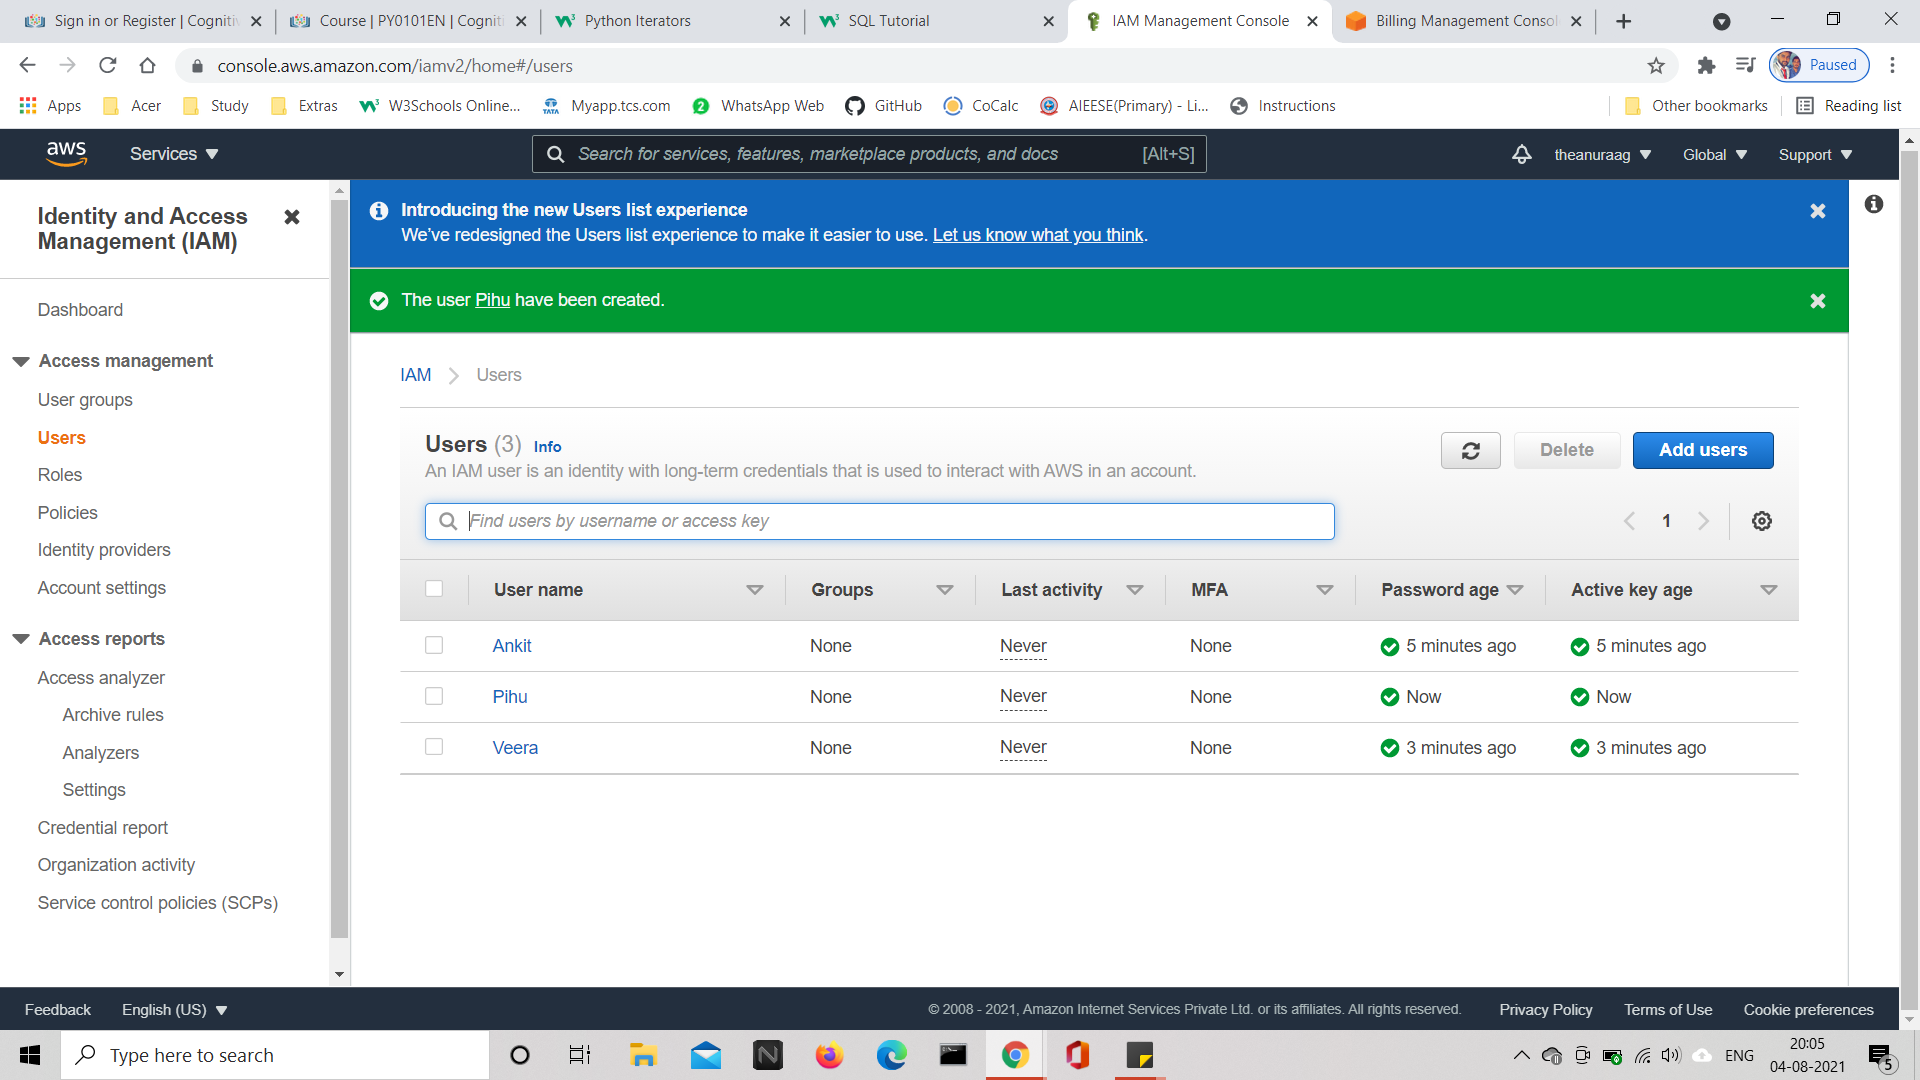 Sign in or Register | Cogniti
Course | PY0101EN | Cogniti
Python Iterators
SQL Tutorial
IAM Management Console
Billing Management Consol
console.aws.amazon.com/iamv2/home#/users
Paused
Apps
Acer
Study
Extras
W3Schools Online...
Myapp.tcs.com
WhatsApp Web
GitHub
CoCalc
AIEESE(Primary) - Li...
Instructions
Other bookmarks
Reading list
aws
Services
Search for services, features, marketplace products, and docs
[Alt+S]
theanuraag
Global
Support
Identity and Access
Management (IAM)
Dashboard
Access management
User groups
Users
Roles
Policies
Identity providers
Account settings
Access reports
Access analyzer
Archive rules
Analyzers
Settings
Credential report
Organization activity
Service control policies (SCPs)
Introducing the new Users list experience
We've redesigned the Users list experience to make it easier to use. Let us know what you think.
The user Pihu have been created.
IAM > Users
Users (3) Info
An IAM user is an identity with long-term credentials that is used to interact with AWS in an account.
Delete
Add users
Find users by username or access key
1
User name Groups Last activity MFA Password age Active key age
Ankit None Never None 5 minutes ago 5 minutes ago
Pihu None Never None Now Now
Veera None Never None 3 minutes ago 3 minutes ago
Feedback
English (US)
© 2008 - 2021, Amazon Internet Services Private Ltd. or its affiliates. All rights reserved.
Privacy Policy
Terms of Use
Cookie preferences
Type here to search
ENG
20:05
04-08-2021
5